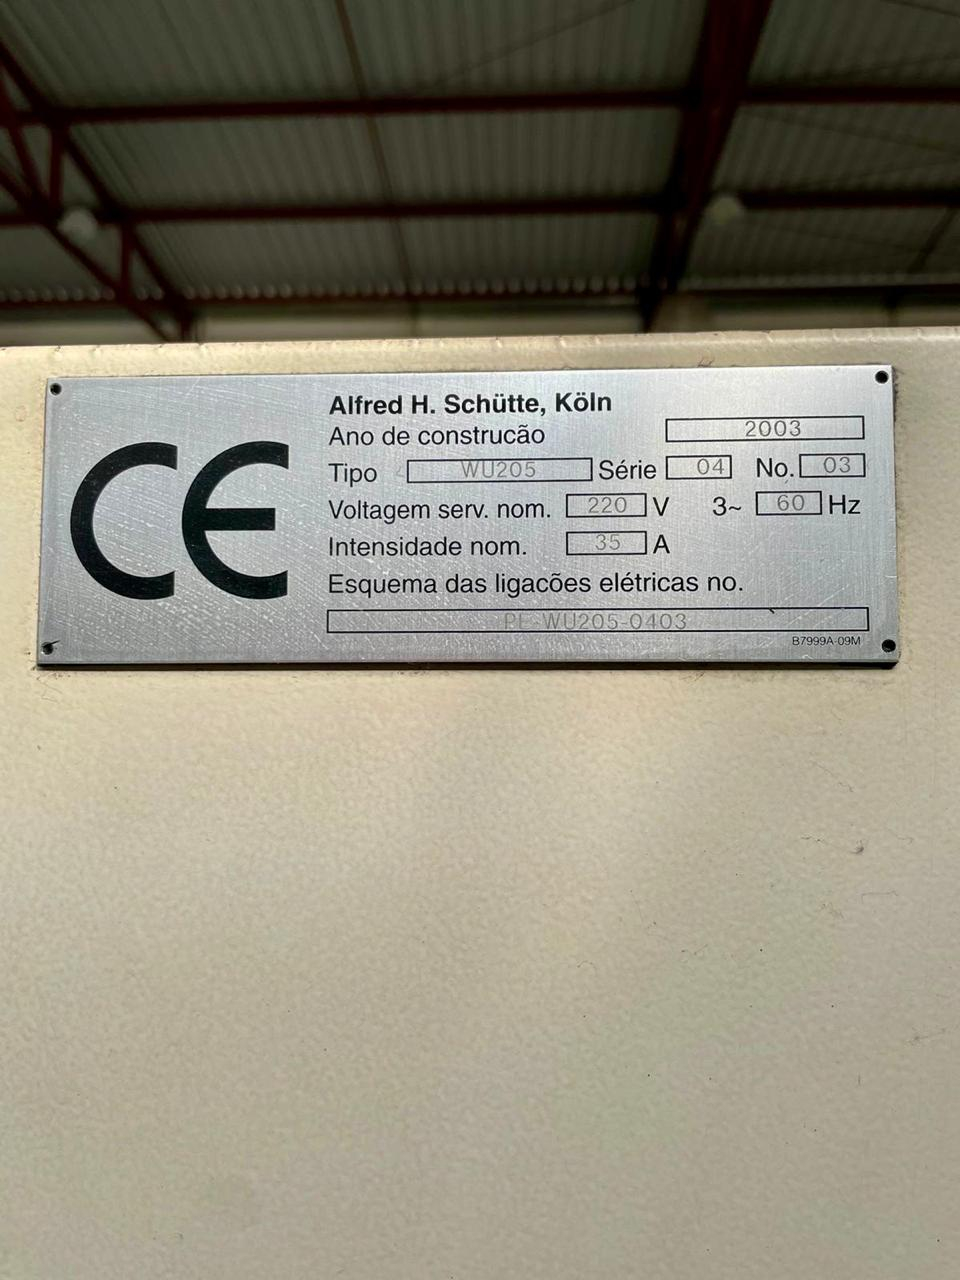 CE
Alfred H. Schütte, Köln
Ano de construcão 2003
Tipo WU205 Série 04 No. 03
Voltagem serv. nom. 220 V 3~ 60 Hz
Intensidade nom. 35 A
Esquema das ligacões elétricas no.
PE-WU205-0403
B7999A-09M